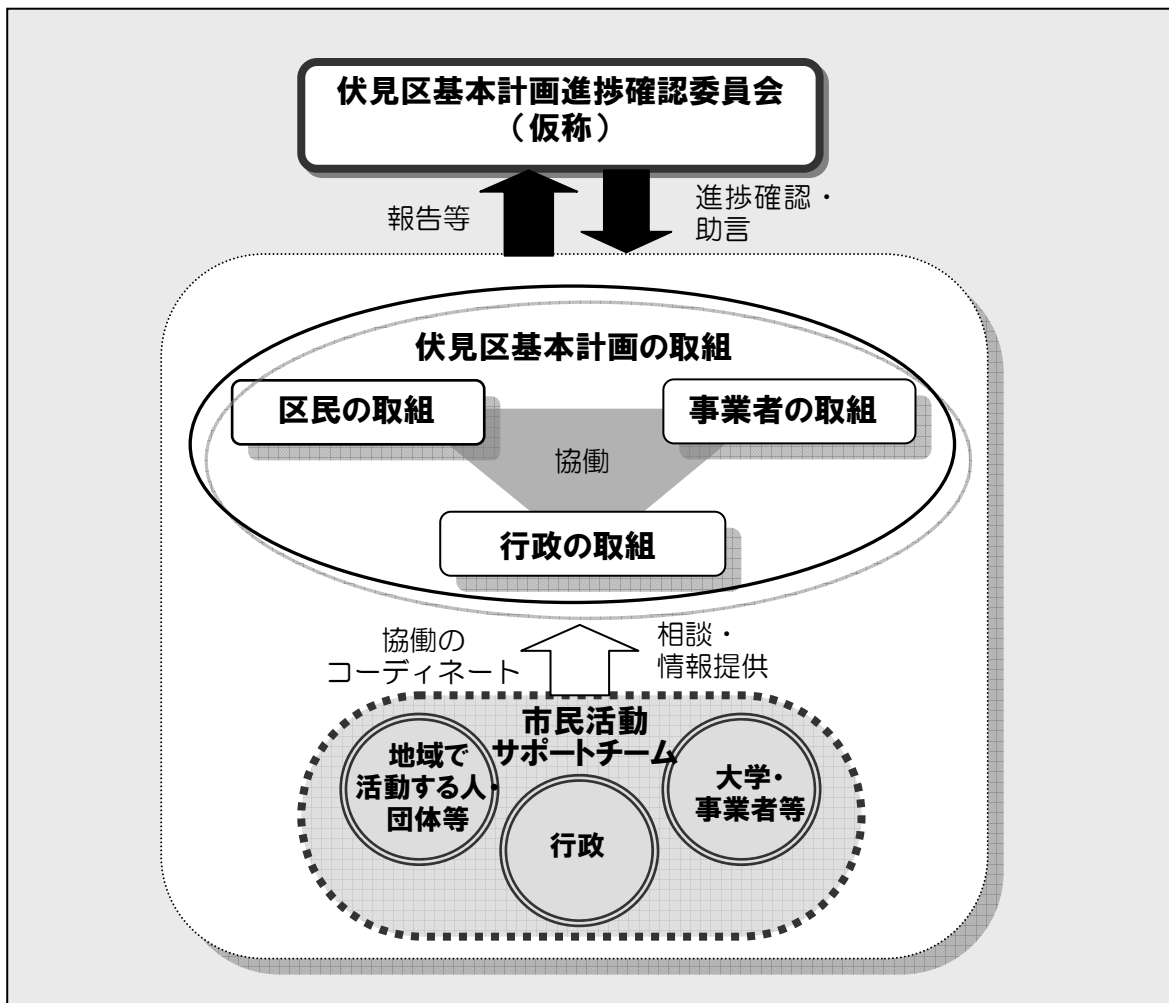 伏見区基本計画進捗確認委員会
（仮称）
報告等
進捗確認・
助言
伏見区基本計画の取組
区民の取組
事業者の取組
協働
行政の取組
協働の
コーディネート
相談・
情報提供
市民活動
サポートチーム
地域で
活動する人・
団体等
行政
大学・
事業者等